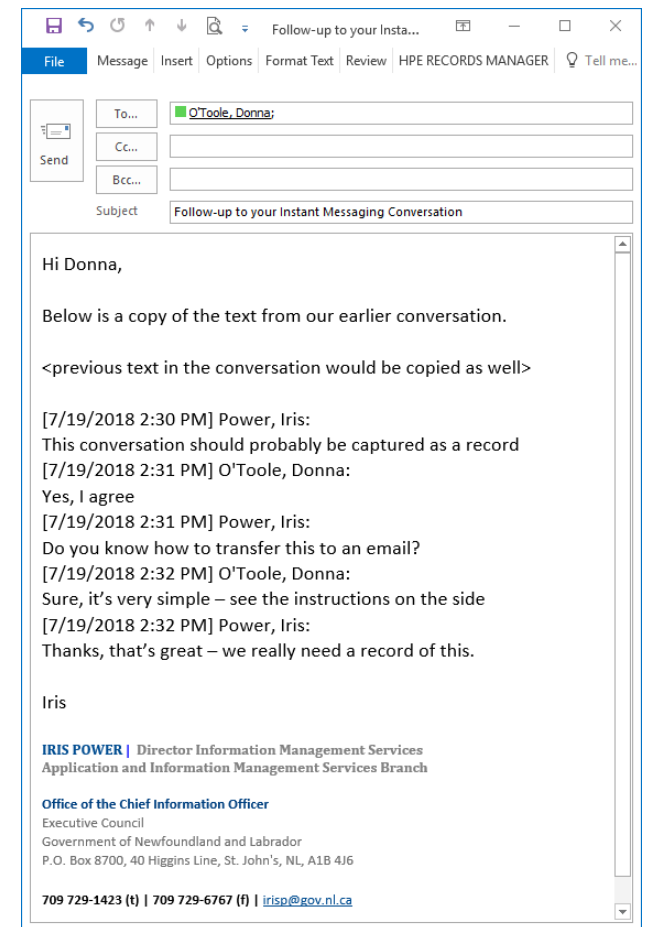 Follow-up to your Insta...
File Message Insert Options Format Text Review HPE RECORDS MANAGER Tell me...
Send
To... O'Toole, Donna;
Cc...
Bcc...
Subject Follow-up to your Instant Messaging Conversation
Hi Donna,
Below is a copy of the text from our earlier conversation.
<previous text in the conversation would be copied as well>
[7/19/2018 2:30 PM] Power, Iris:
This conversation should probably be captured as a record
[7/19/2018 2:31 PM] O'Toole, Donna:
Yes, I agree
[7/19/2018 2:31 PM] Power, Iris:
Do you know how to transfer this to an email?
[7/19/2018 2:32 PM] O'Toole, Donna:
Sure, it's very simple – see the instructions on the side
[7/19/2018 2:32 PM] Power, Iris:
Thanks, that's great – we really need a record of this.
Iris
IRIS POWER | Director Information Management Services
Application and Information Management Services Branch
Office of the Chief Information Officer
Executive Council
Government of Newfoundland and Labrador
P.O. Box 8700, 40 Higgins Line, St. John's, NL, A1B 4J6
709 729-1423 (t) | 709 729-6767 (f) | irisp@gov.nl.ca